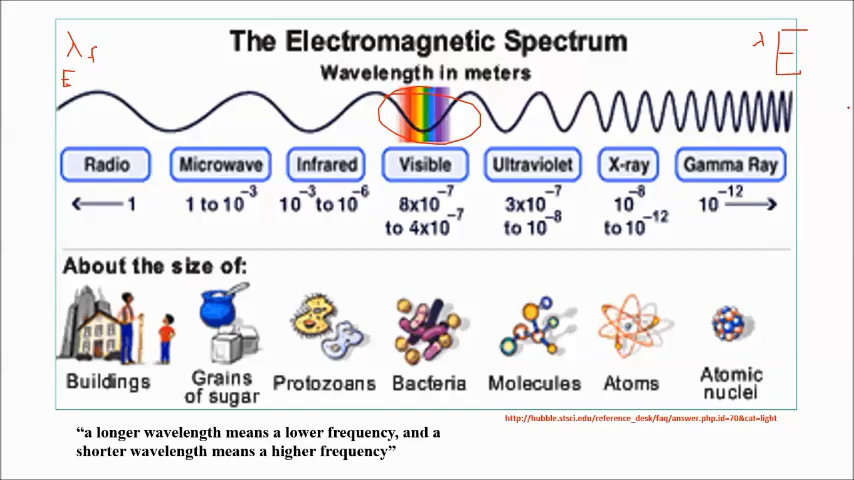 λ f
E
λ E
The Electromagnetic Spectrum
Wavelength in meters
Radio Microwave Infrared Visible Ultraviolet X-ray Gamma Ray
← 1 1 to 10⁻³ 10⁻³ to 10⁻⁶ 8x10⁻⁷ 3x10⁻⁷ 10⁻⁸ 10⁻¹² →
to 4x10⁻⁷ to 10⁻⁸ to 10⁻¹²
About the size of:
Buildings Grains Protozoans Bacteria Molecules Atoms Atomic
of sugar nuclei
http://hubble.stsci.edu/reference_desk/faq/answer.php.id=70&cat=light
“a longer wavelength means a lower frequency, and a
shorter wavelength means a higher frequency”